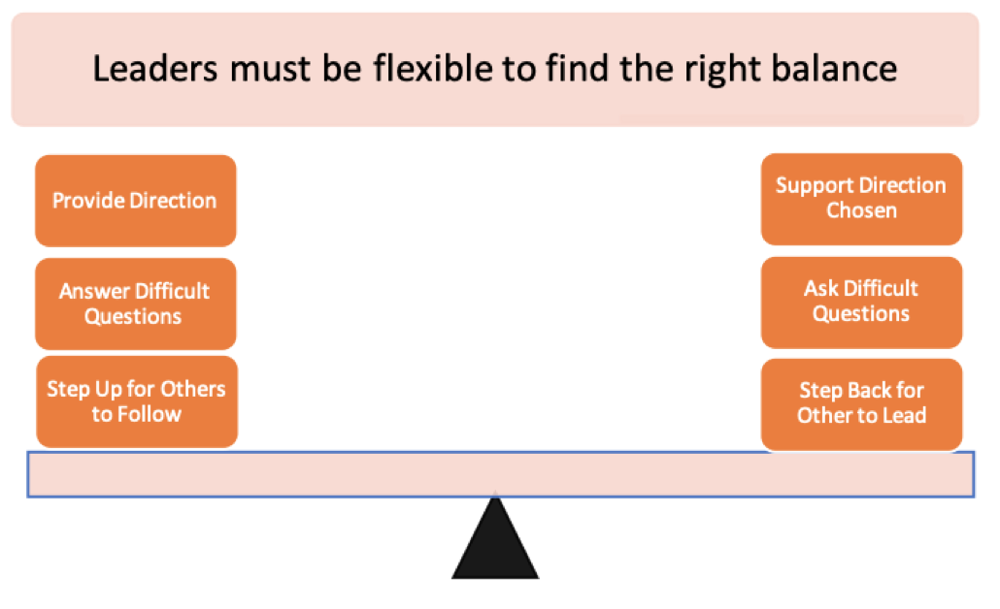 Leaders must be flexible to find the right balance
Provide Direction
Answer Difficult
Questions
Step Up for Others
to Follow
Support Direction
Chosen
Ask Difficult
Questions
Step Back for
Other to Lead